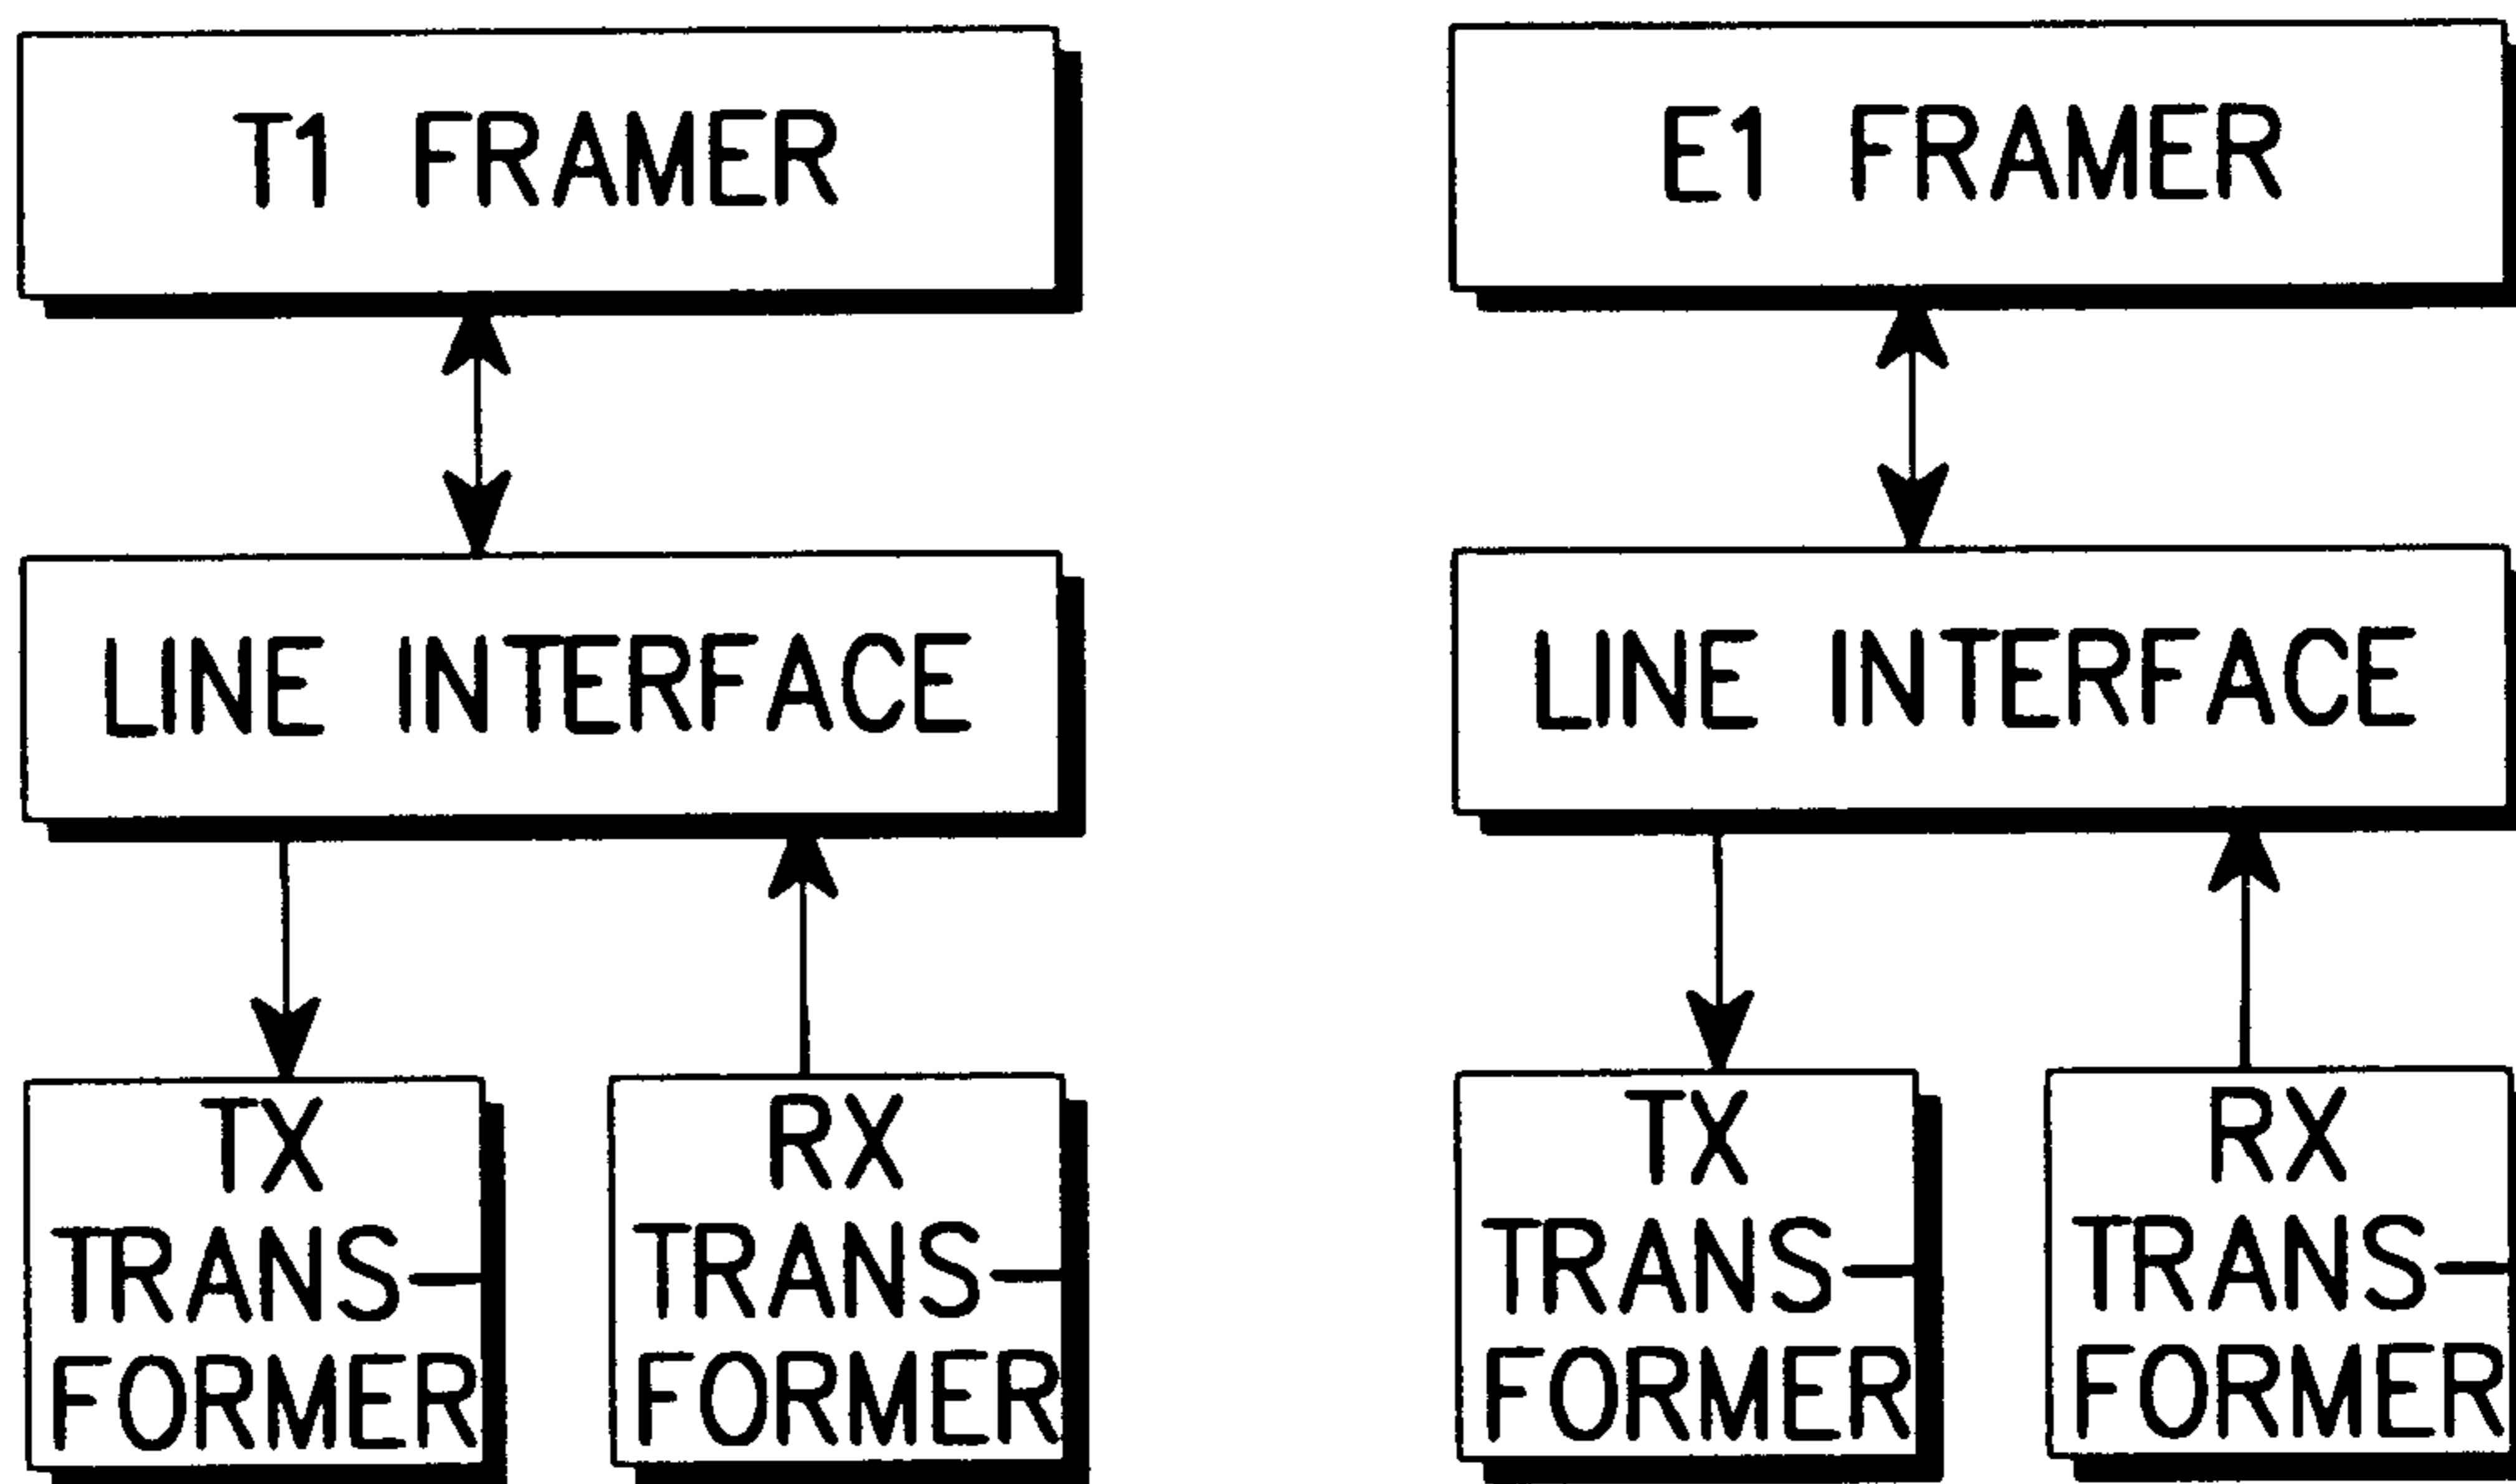 T1 FRAMER
E1 FRAMER
LINE INTERFACE
LINE INTERFACE
TX
TRANS-
FORMER
RX
TRANS-
FORMER
TX
TRANS-
FORMER
RX
TRANS-
FORMER